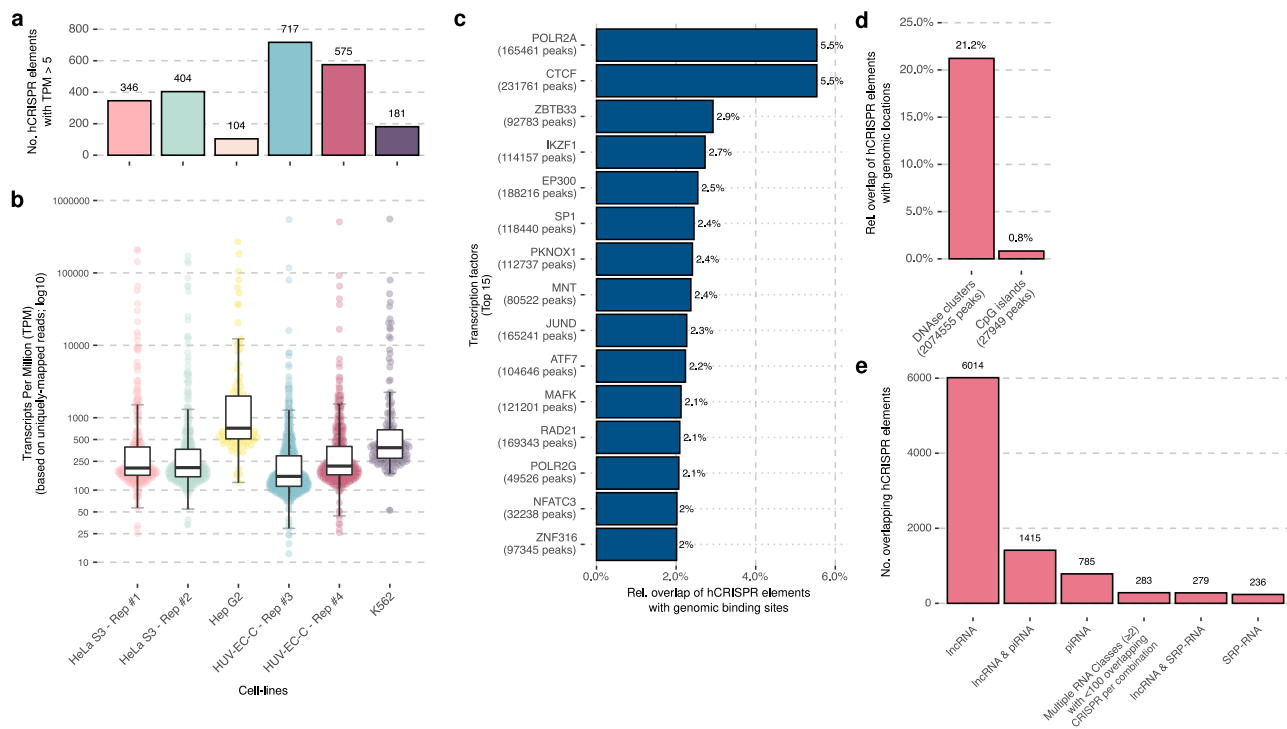 a
No. hCRISPR elements
with TPM > 5
800
600
400
200
0
346
404
104
717
575
181
b
Transcripts Per Million (TPM)
(based on uniquely-mapped reads; log10)
1000000
100000
10000
1000
500
250
100
50
25
10
HeLa S3 - Rep #1
HeLa S3 - Rep #2
Hep G2
HUV-EC-C - Rep #3
HUV-EC-C - Rep #4
K562
Cell-lines
c
Transcription factors
(Top 15)
POLR2A
(165461 peaks)
5.5%
CTCF
(231761 peaks)
5.5%
ZBTB33
(92783 peaks)
2.9%
IKZF1
(114157 peaks)
2.7%
EP300
(188216 peaks)
2.5%
SP1
(118440 peaks)
2.4%
PKNOX1
(112737 peaks)
2.4%
MNT
(80522 peaks)
2.4%
JUND
(165241 peaks)
2.3%
ATF7
(104646 peaks)
2.2%
MAFK
(121201 peaks)
2.1%
RAD21
(169343 peaks)
2.1%
POLR2G
(49526 peaks)
2.1%
NFATC3
(32238 peaks)
2%
ZNF316
(97345 peaks)
2%
0.0%
2.0%
4.0%
6.0%
Rel. overlap of hCRISPR elements
with genomic binding sites
d
Rel. overlap of hCRISPR elements
with genomic locations
25.0%
20.0%
15.0%
10.0%
5.0%
0.0%
21.2%
0.8%
DNAse clusters
(2074555 peaks)
CpG islands
(27949 peaks)
e
No. overlapping hCRISPR elements
6000
4000
2000
0
6014
1415
785
283
279
236
lncRNA
lncRNA & piRNA
piRNA
Multiple RNA Classes (≥2)
with <100 overlapping
CRISPR per combination
lncRNA & SRP-RNA
SRP-RNA